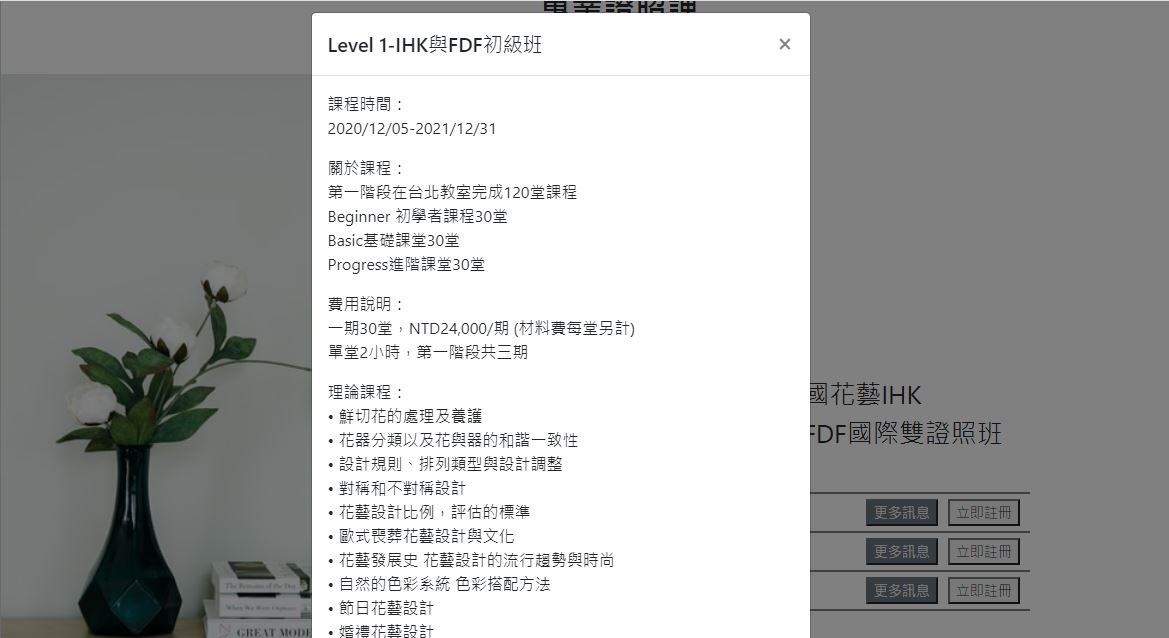 專業證照課
Level 1-IHK與FDF初級班
×
課程時間：
2020/12/05-2021/12/31
關於課程：
第一階段在台北教室完成120堂課程
Beginner 初學者課程30堂
Basic基礎課堂30堂
Progress進階課堂30堂
費用說明：
一期30堂，NTD24,000/期 (材料費每堂另計)
單堂2小時，第一階段共三期
理論課程：
• 鮮切花的處理及養護
• 花器分類以及花與器的和諧一致性
• 設計規則、排列類型與設計調整
• 對稱和不對稱設計
• 花藝設計比例，評估的標準
• 歐式喪葬花藝設計與文化
• 花藝發展史 花藝設計的流行趨勢與時尚
• 自然的色彩系統 色彩搭配方法
• 節日花藝設計
• 婚禮花藝設計
國花藝IHK
FDF國際雙證照班
更多訊息 立即註冊
更多訊息 立即註冊
更多訊息 立即註冊
The Remains of the Day
When We Were Orphans
GREAT MODE